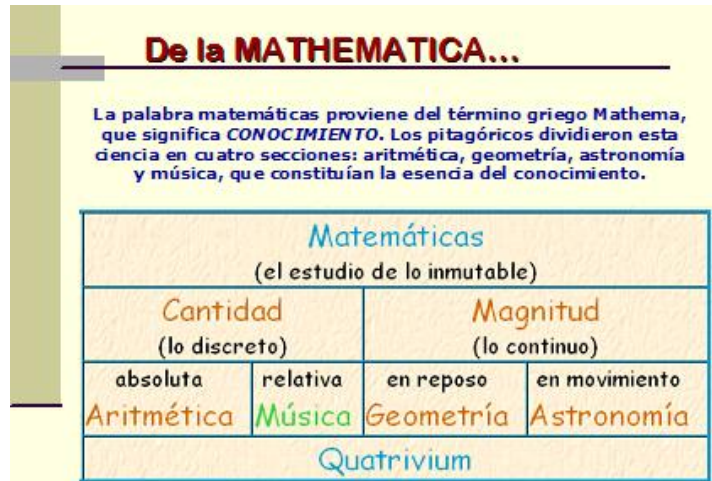 De la MATHEMATICA...
La palabra matemáticas proviene del término griego Mathema,
que significa CONOCIMIENTO. Los pitagóricos dividieron esta
ciencia en cuatro secciones: aritmética, geometría, astronomía
y música, que constituían la esencia del conocimiento.
Matemáticas
(el estudio de lo inmutable)
Cantidad Magnitud
(lo discreto) (lo continuo)
absoluta relativa en reposo en movimiento
Aritmética Música Geometría Astronomía
Quatrivium